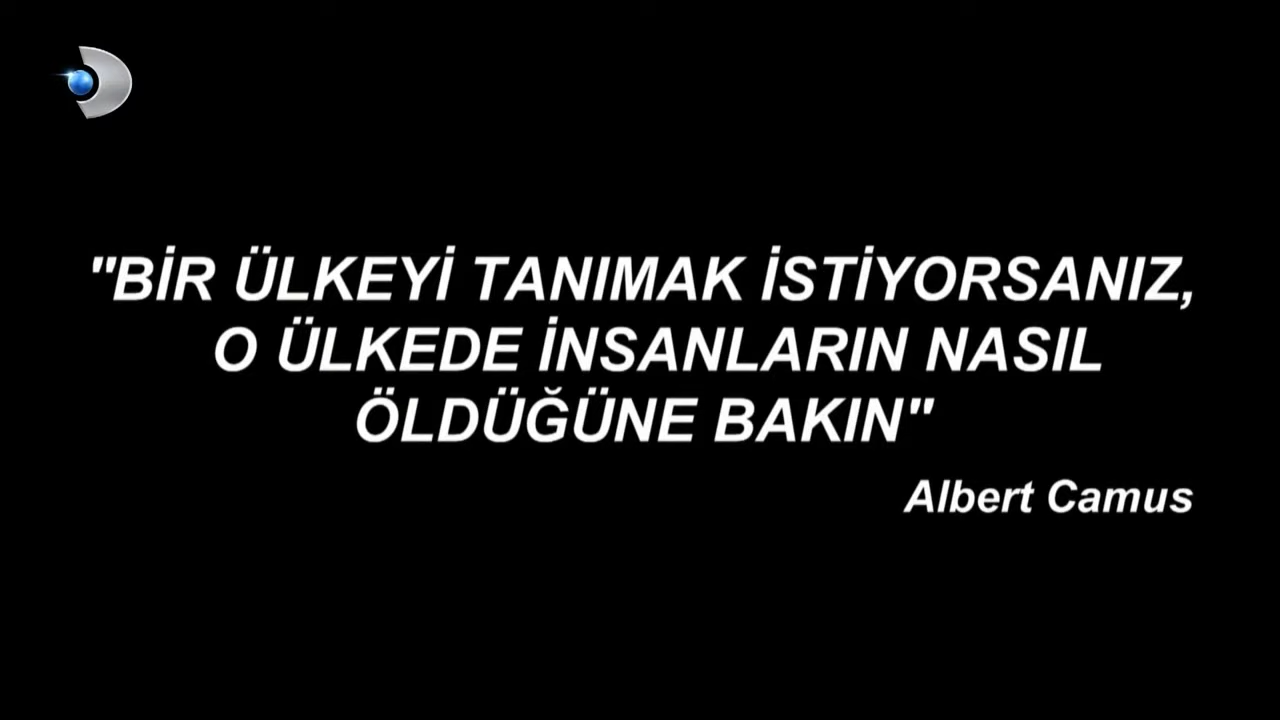 "BİR ÜLKEYİ TANIMAK İSTİYORSANIZ,
O ÜLKEDE İNSANLARIN NASIL
ÖLDÜĞÜNE BAKIN"
Albert Camus